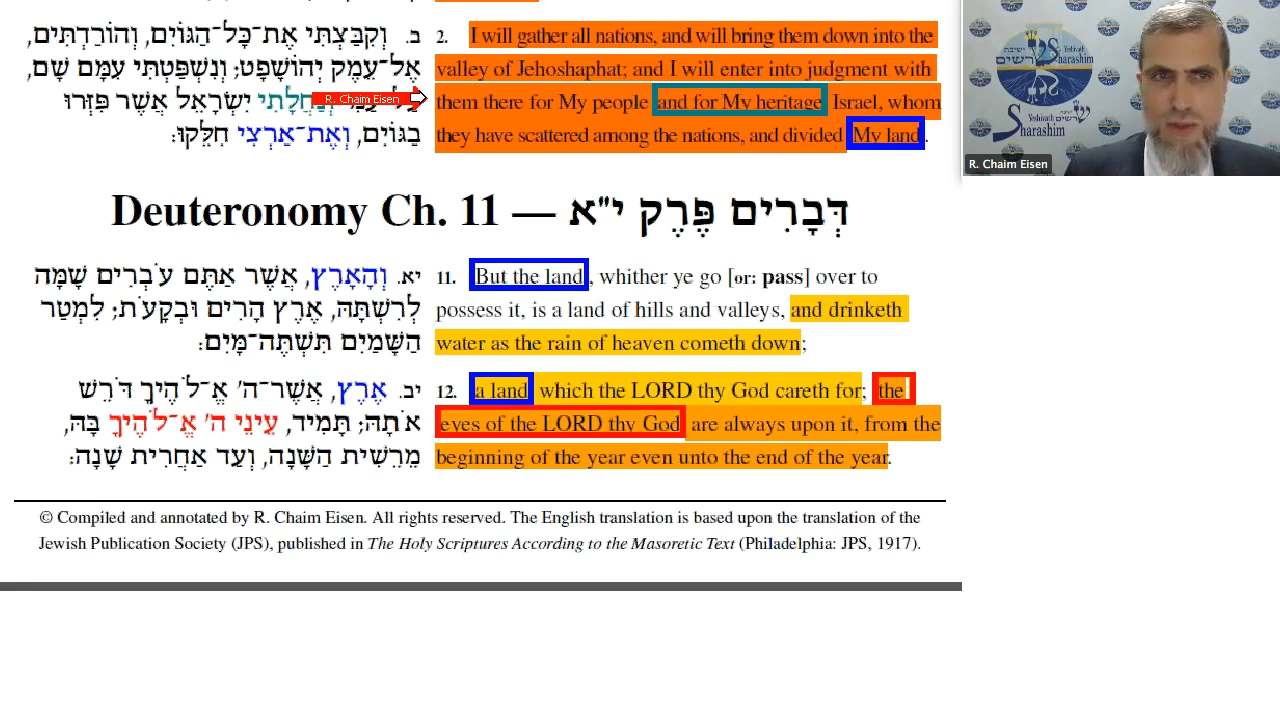 ב. וְקִבַּצְתִּי אֶת־כָּל־הַגּוֹיִם, וְהוֹרַדְתִּים,
אֶל־עֵמֶק יְהוֹשָׁפָט; וְנִשְׁפַּטְתִּי עִמָּם שָׁם,
יִשְׂרָאֵל אֲשֶׁר פִּזְּרוּ
בַגּוֹיִם, וְאֶת־אַרְצִי חִלֵּקוּ:
2. I will gather all nations, and will bring them down into the
valley of Jehoshaphat; and I will enter into judgment with
them there for My people and for My heritage Israel, whom
they have scattered among the nations, and divided My land.
R. Chaim Eisen
Deuteronomy Ch. 11 — דְּבָרִים פֶּרֶק י"א
יא. וְהָאָרֶץ, אֲשֶׁר אַתֶּם עֹבְרִים שָׁמָּה
לְרִשְׁתָּהּ, אֶרֶץ הָרִים וּבְקָעֹת; לִמְטַר
הַשָּׁמַיִם תִּשְׁתֶּה־מָּיִם:
11. But the land, whither ye go [or: pass] over to
possess it, is a land of hills and valleys, and drinketh
water as the rain of heaven cometh down;
יב. אֶרֶץ, אֲשֶׁר־ה' אֱ־לֹהֶיךָ דֹּרֵשׁ
אֹתָהּ; תָּמִיד, עֵינֵי ה' אֱ־לֹהֶיךָ בָּהּ,
מֵרֵשִׁית הַשָּׁנָה, וְעַד אַחֲרִית שָׁנָה:
12. a land which the LORD thy God careth for; the
eyes of the LORD thy God are always upon it, from the
beginning of the year even unto the end of the year.
© Compiled and annotated by R. Chaim Eisen. All rights reserved. The English translation is based upon the translation of the
Jewish Publication Society (JPS), published in The Holy Scriptures According to the Masoretic Text (Philadelphia: JPS, 1917).
ישיבת
שרשים
Yeshivath
Sharashim
Yeshivath
Sharashim
R. Chaim Eisen